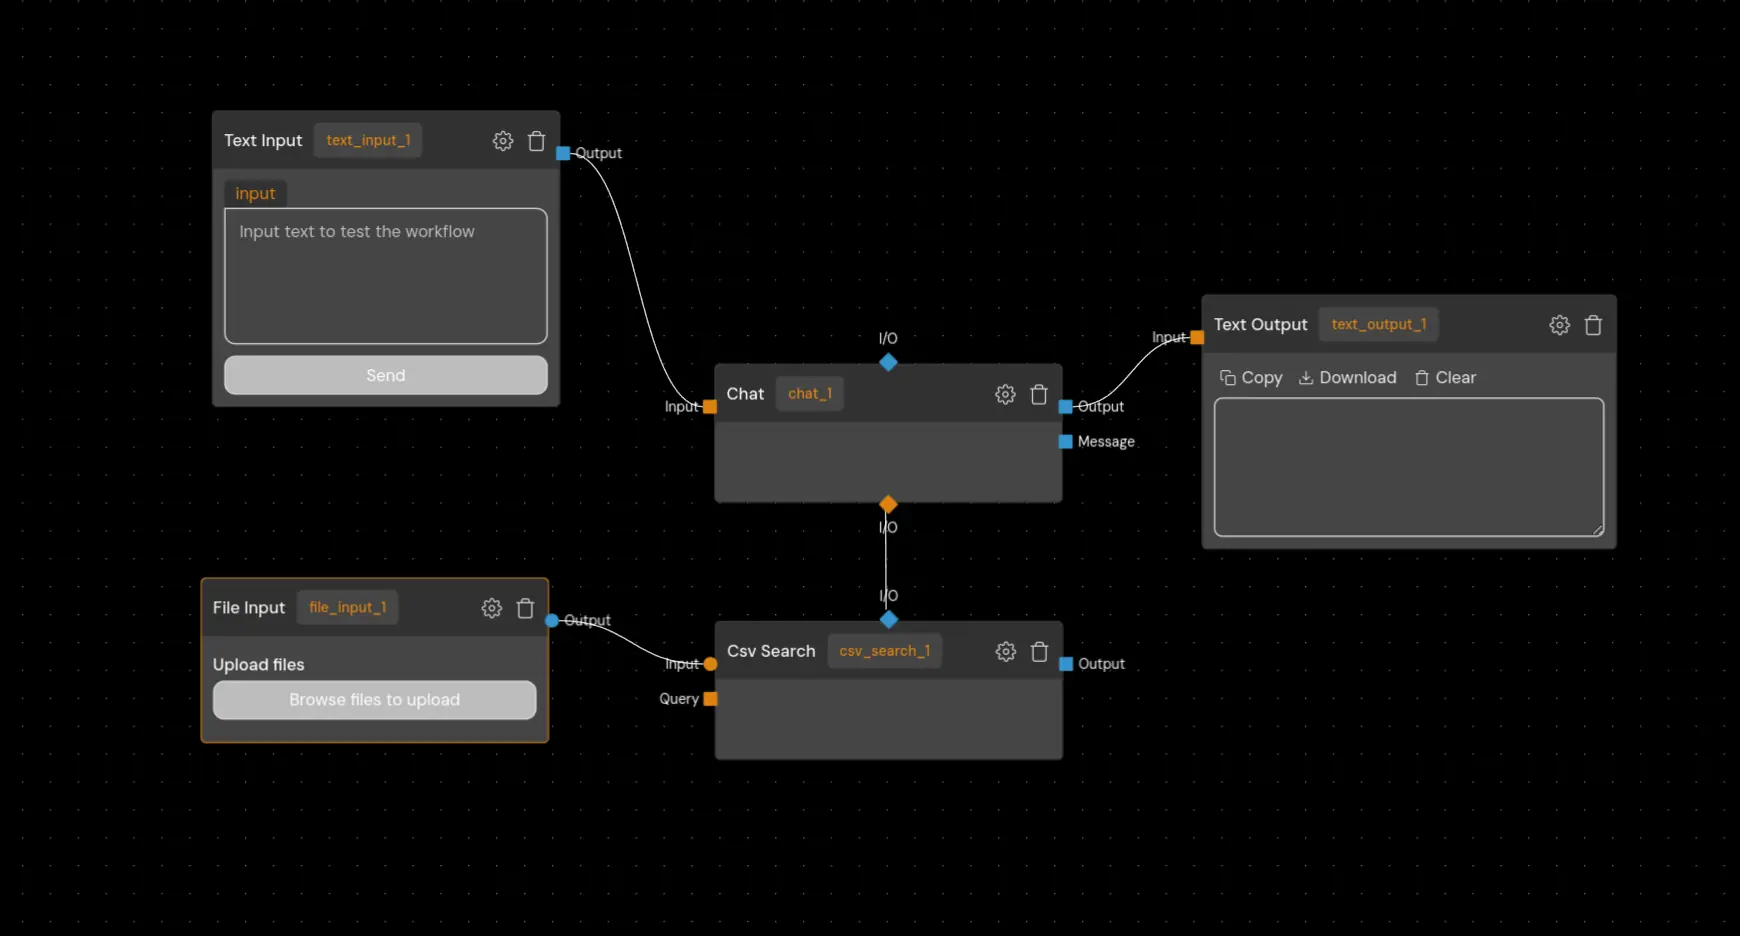 Text Input text_input_1
Output
input
Input text to test the workflow
Send
I/O
Input
Chat chat_1
Output
Message
I/O
Input
Text Output text_output_1
Copy Download Clear
File Input file_input_1
Output
Upload files
Browse files to upload
I/O
Input
Query
Csv Search csv_search_1
Output